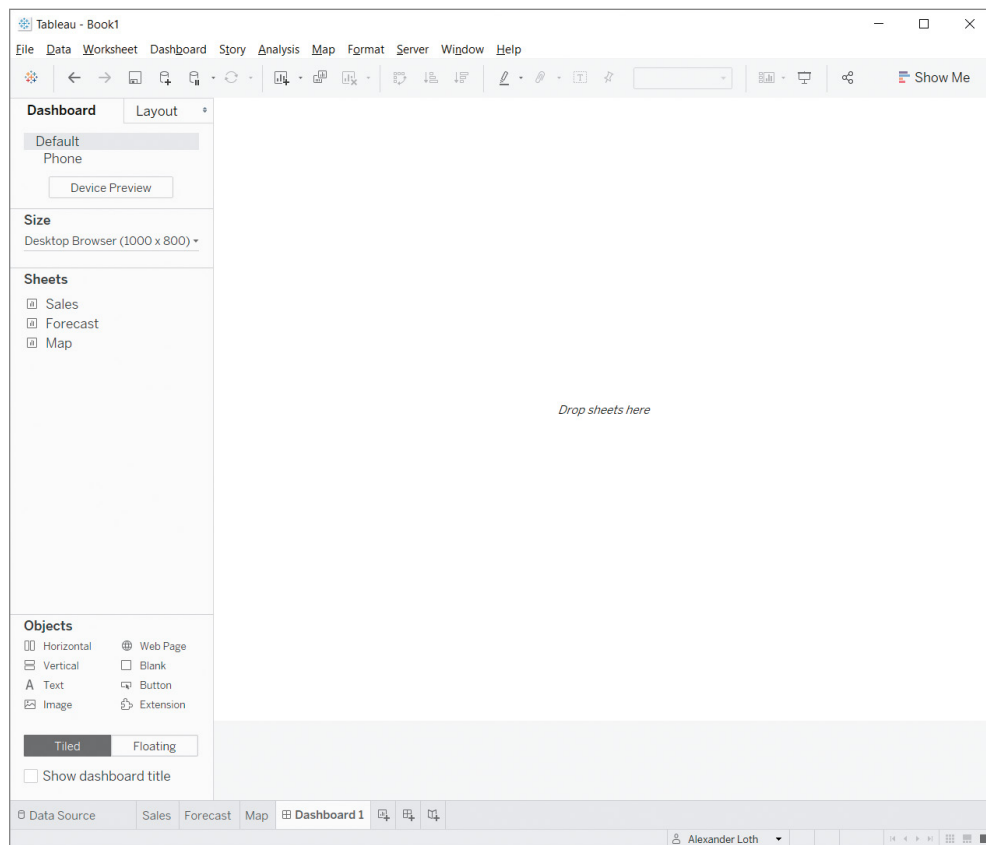 Tableau - Book1
File Data Worksheet Dashboard Story Analysis Map Format Server Window Help
Show Me
Dashboard Layout
Default
Phone
Device Preview
Size
Desktop Browser (1000 x 800)
Sheets
Sales
Forecast
Map
Drop sheets here
Objects
Horizontal Web Page
Vertical Blank
A Text Button
Image Extension
Tiled Floating
Show dashboard title
Data Source Sales Forecast Map Dashboard 1
Alexander Loth